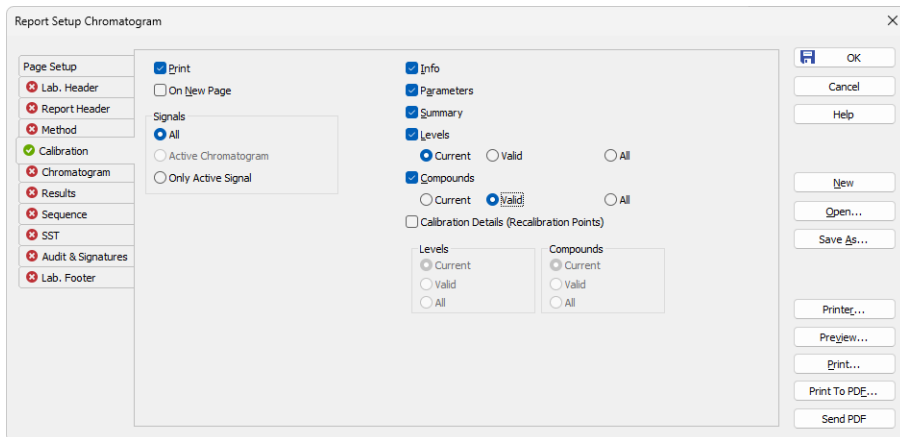 Report Setup Chromatogram
Page Setup
Lab. Header
Report Header
Method
Calibration
Chromatogram
Results
Sequence
SST
Audit & Signatures
Lab. Footer
Print
On New Page
Signals
All
Active Chromatogram
Only Active Signal
Info
Parameters
Summary
Levels
Current Valid All
Compounds
Current Valid All
Calibration Details (Recalibration Points)
Levels Compounds
Current Current
Valid Valid
All All
OK
Cancel
Help
New
Open...
Save As...
Printer...
Preview...
Print...
Print To PDF...
Send PDF